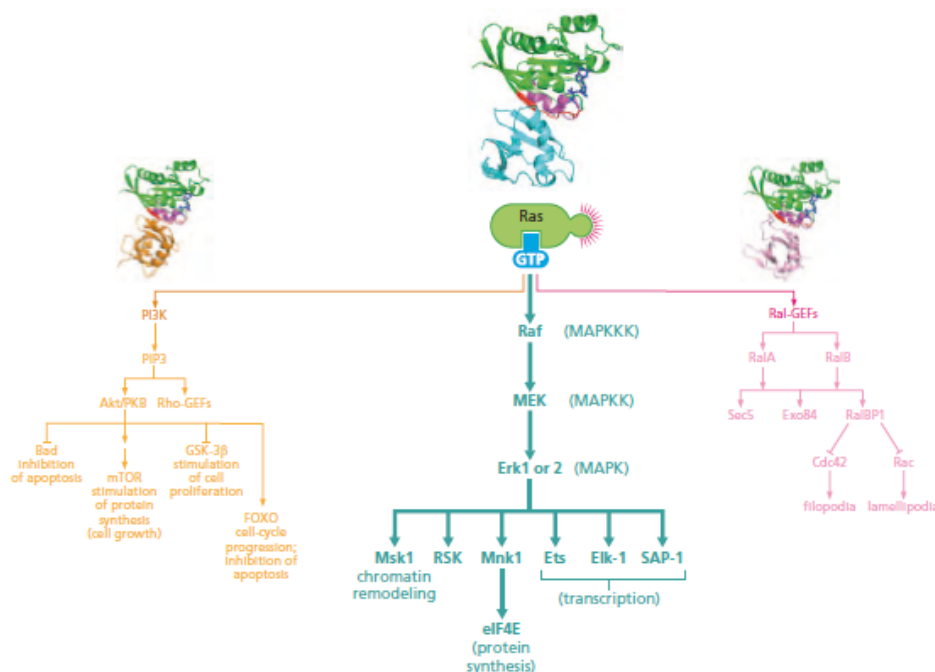 Ras
GTP
PI3K
Raf (MAPKKK)
Ral-GEFs
PIP3
RalA RalB
Akt/PKB Rho-GEFs
MEK (MAPKK)
Sec5 Exo84 RalBP1
Bad
inhibition
of apoptosis
mTOR
stimulation
of protein
synthesis
(cell growth)
GSK-3β
stimulation
of cell
proliferation
FOXO
cell-cycle
progression;
inhibition of
apoptosis
Erk1 or 2 (MAPK)
Cdc42 Rac
filopodia lamellipodia
Msk1 RSK Mnk1 Ets Elk-1 SAP-1
chromatin
remodeling
(transcription)
eIF4E
(protein
synthesis)